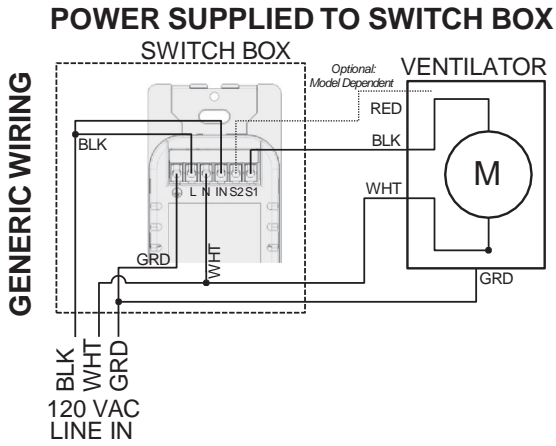 POWER SUPPLIED TO SWITCH BOX
SWITCH BOX
Optional:
Model Dependent
VENTILATOR
GENERIC WIRING
RED
BLK
BLK
L N IN S2 S1
WHT
M
GRD
WHT
GRD
BLK
WHT
GRD
120 VAC
LINE IN